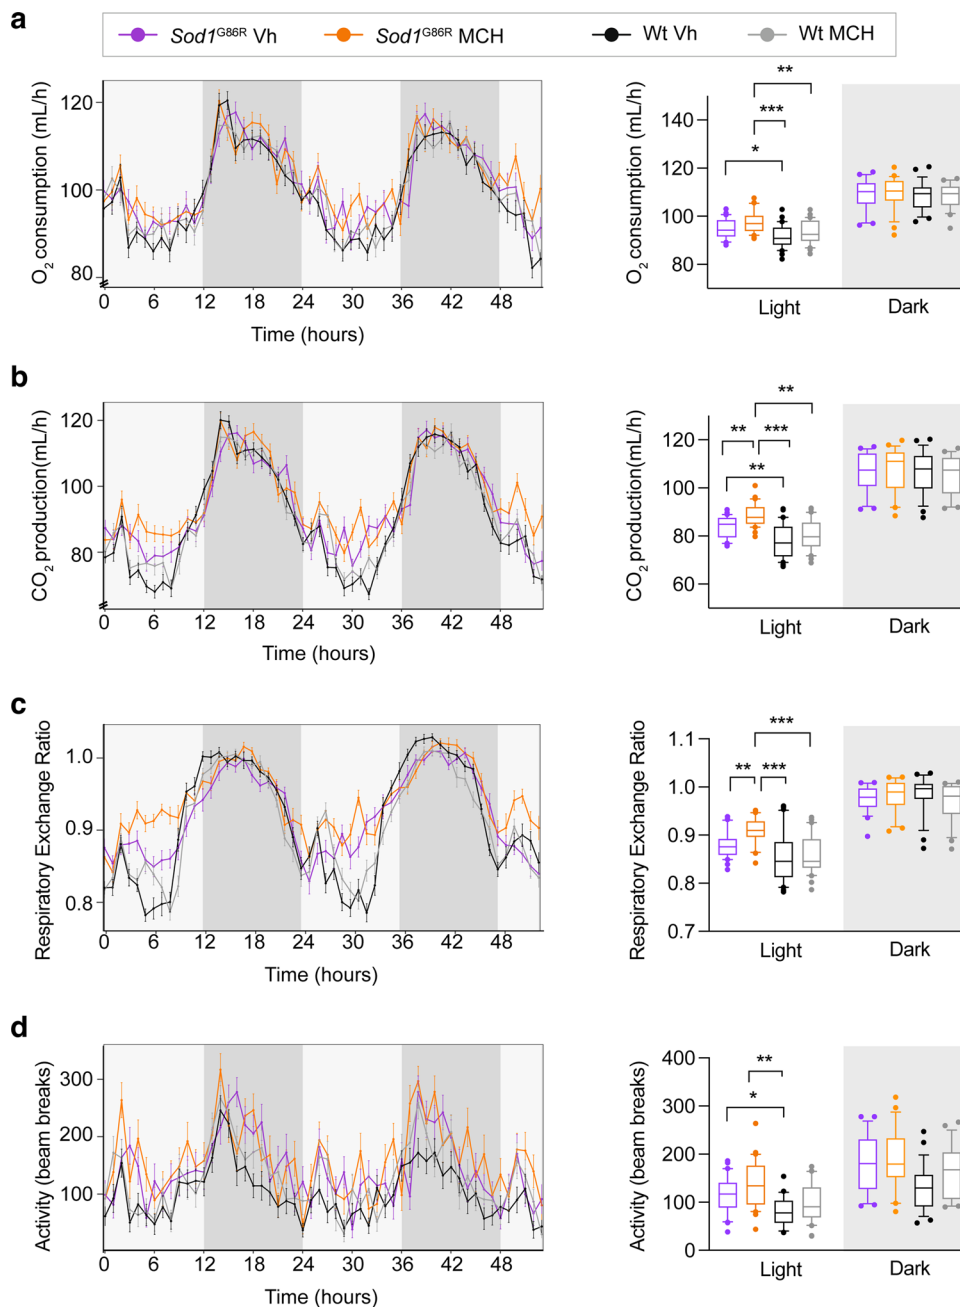 a
Sod1G86R Vh Sod1G86R MCH Wt Vh Wt MCH
O2 consumption (mL/h)
120
100
80
0 6 12 18 24 30 36 42 48
Time (hours)
O2 consumption (mL/h)
140
120
100
80
*
***
**
Light Dark
b
CO2 production(mL/h)
120
100
80
0 6 12 18 24 30 36 42 48
Time (hours)
CO2 production(mL/h)
120
100
80
60
**
** ***
**
Light Dark
c
Respiratory Exchange Ratio
1.0
0.9
0.8
0 6 12 18 24 30 36 42 48
Time (hours)
Respiratory Exchange Ratio
1.1
1.0
0.9
0.8
0.7
***
** ***
Light Dark
d
Activity (beam breaks)
300
200
100
0 6 12 18 24 30 36 42 48
Time (hours)
Activity (beam breaks)
400
300
200
100
0
**
*
Light Dark